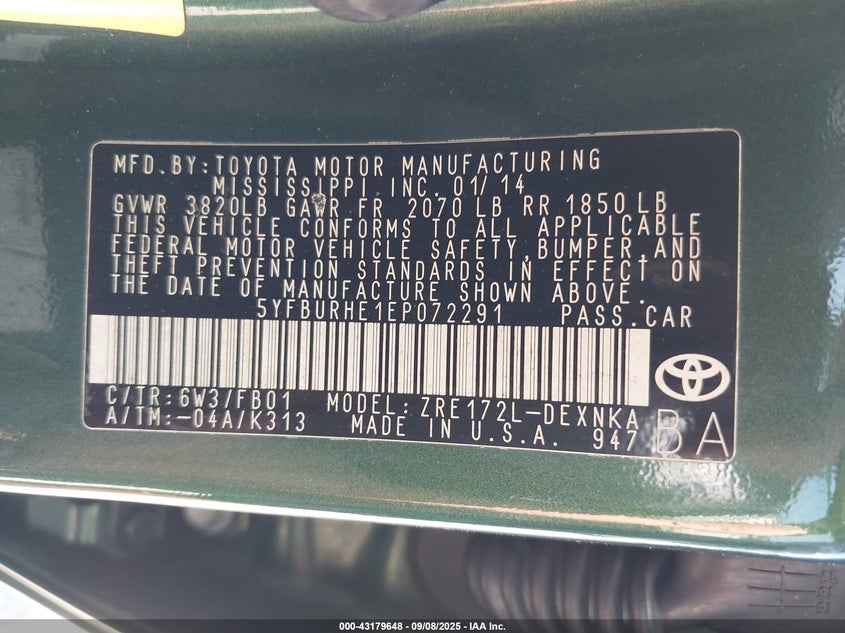 MFD.BY:TOYOTA MOTOR MANUFACTURING
MISSISSIPPI INC. 01/14
GVWR 3820LB GAWR FR 2070 LB RR 1850 LB
THIS VEHICLE CONFORMS TO ALL APPLICABLE
FEDERAL MOTOR VEHICLE SAFETY,BUMPER,AND
THEFT PREVENTION STANDARDS IN EFFECT ON
THE DATE OF MANUFACTURE SHOWN ABOVE.
5YFBURHE1EP072291 PASS.CAR
C/TR:6W3/FB01 MODEL:ZRE172L-DEXNKA
A/TM:-04A/K313 MADE IN U.S.A. 947 BA
000-43179648 - 09/08/2025 - IAA Inc.